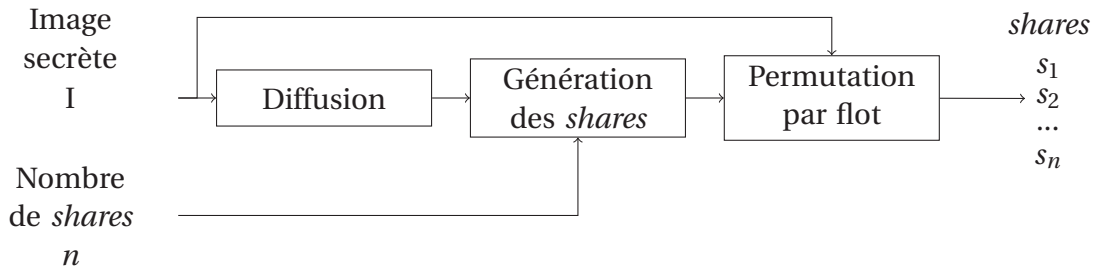 Image
secrète
I
Diffusion
Génération
des shares
Permutation
par flot
shares
s1
s2
...
sn
Nombre
de shares
n